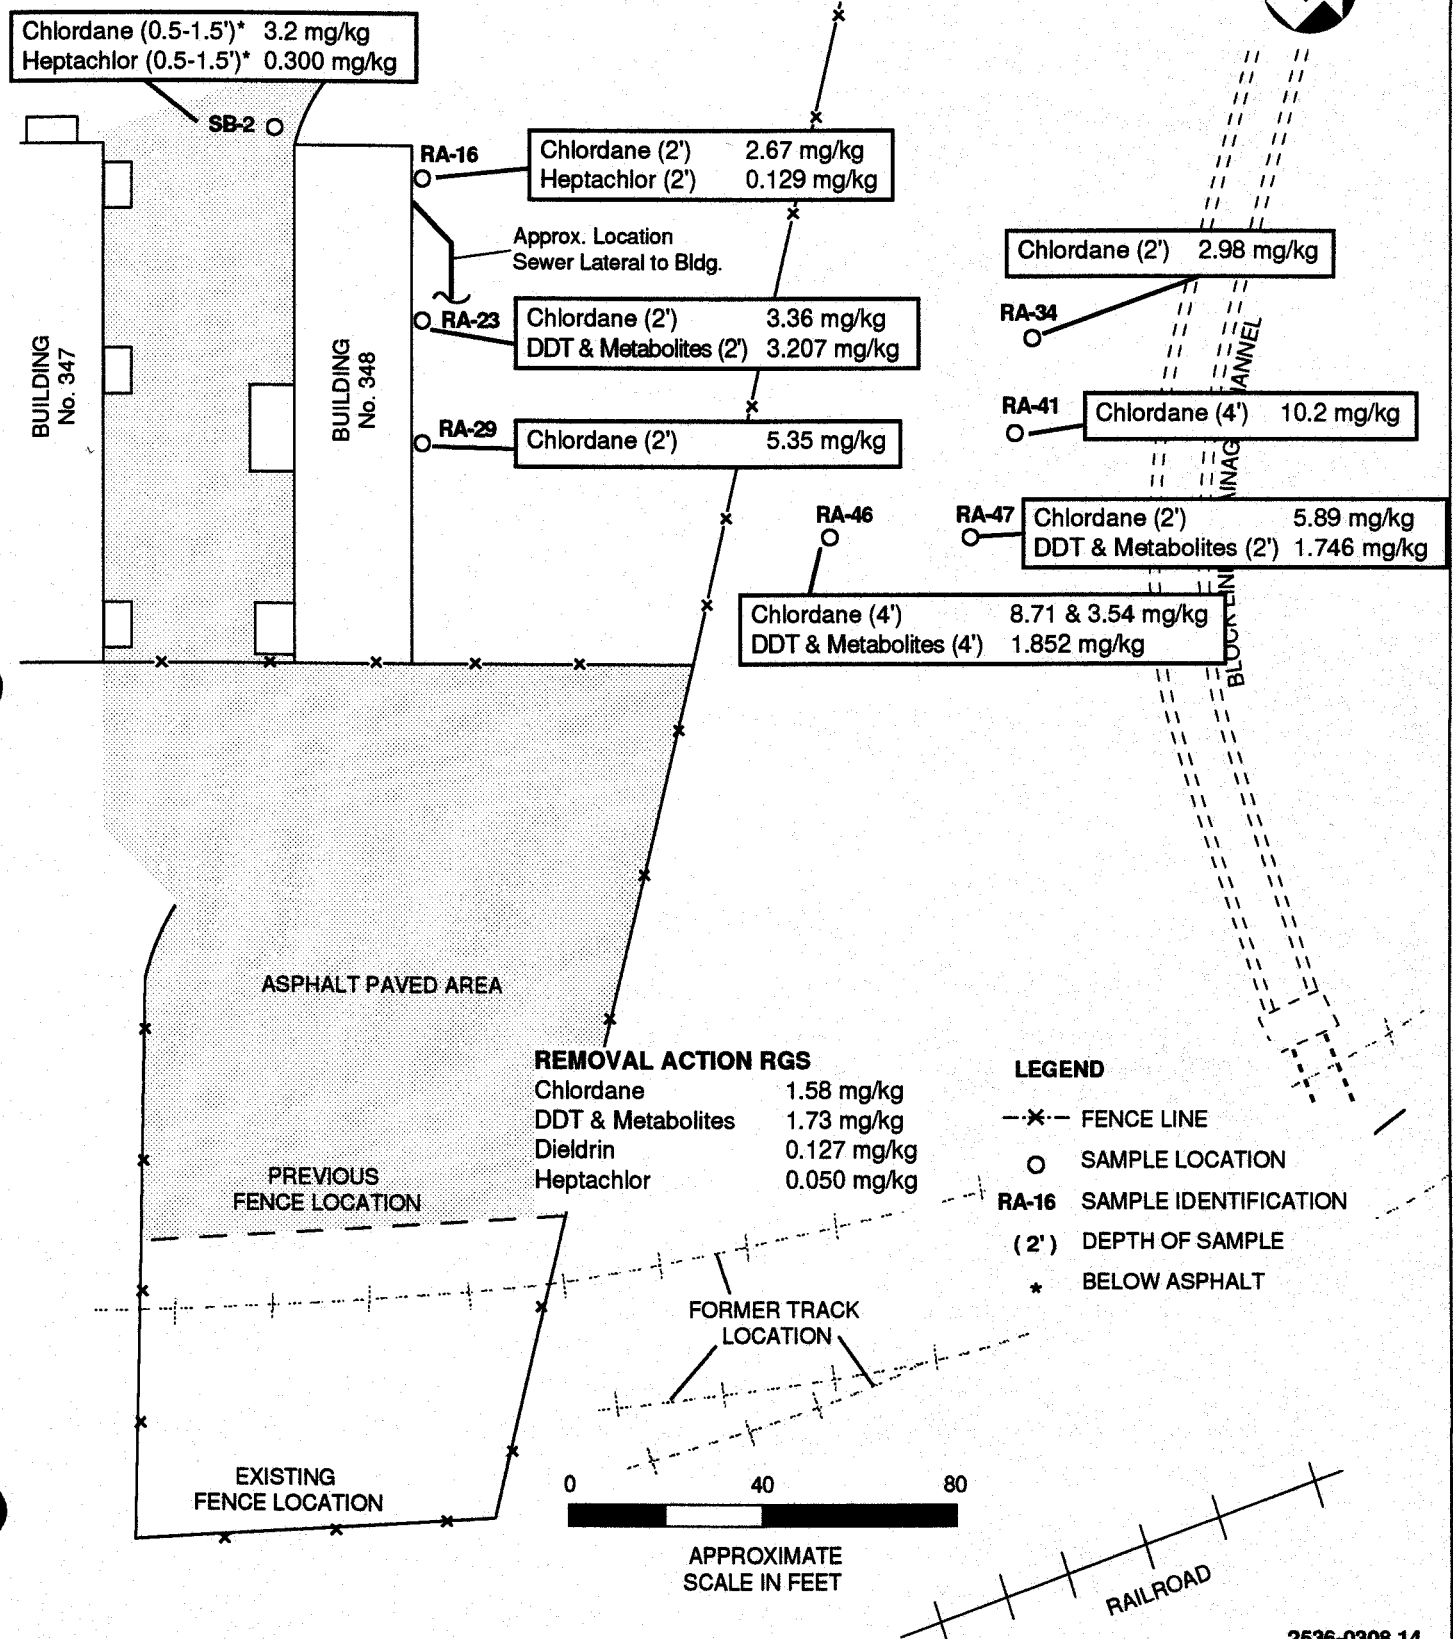 Chlordane (0.5-1.5')* 3.2 mg/kg
Heptachlor (0.5-1.5')* 0.300 mg/kg
SB-2
RA-16
Chlordane (2') 2.67 mg/kg
Heptachlor (2') 0.129 mg/kg
Approx. Location
Sewer Lateral to Bldg.
Chlordane (2') 2.98 mg/kg
RA-34
RA-23
Chlordane (2') 3.36 mg/kg
DDT & Metabolites (2') 3.207 mg/kg
BUILDING
No. 347
BUILDING
No. 348
RA-29
Chlordane (2') 5.35 mg/kg
RA-41
Chlordane (4') 10.2 mg/kg
RA-46
RA-47
Chlordane (2') 5.89 mg/kg
DDT & Metabolites (2') 1.746 mg/kg
Chlordane (4') 8.71 & 3.54 mg/kg
DDT & Metabolites (4') 1.852 mg/kg
ASPHALT PAVED AREA
REMOVAL ACTION RGS
Chlordane 1.58 mg/kg
DDT & Metabolites 1.73 mg/kg
Dieldrin 0.127 mg/kg
Heptachlor 0.050 mg/kg
LEGEND
FENCE LINE
SAMPLE LOCATION
RA-16 SAMPLE IDENTIFICATION
(2') DEPTH OF SAMPLE
* BELOW ASPHALT
PREVIOUS
FENCE LOCATION
FORMER TRACK
LOCATION
EXISTING
FENCE LOCATION
0 40 80
APPROXIMATE
SCALE IN FEET
RAILROAD
2536-0308.14